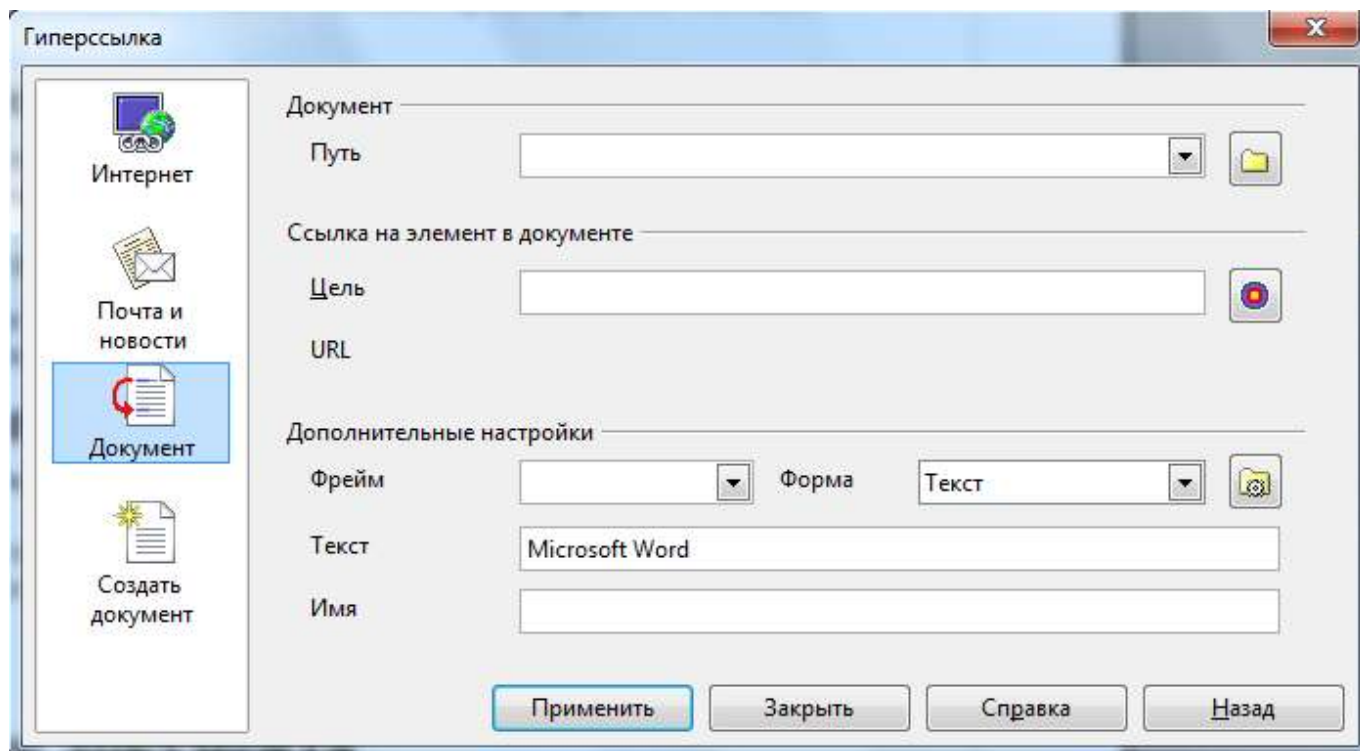 Гиперссылка
Интернет
Почта и
новости
Документ
Создать
документ
Документ
Путь
Ссылка на элемент в документе
Цель
URL
Дополнительные настройки
Фрейм Форма Текст
Текст Microsoft Word
Имя
Применить Закрыть Справка Назад